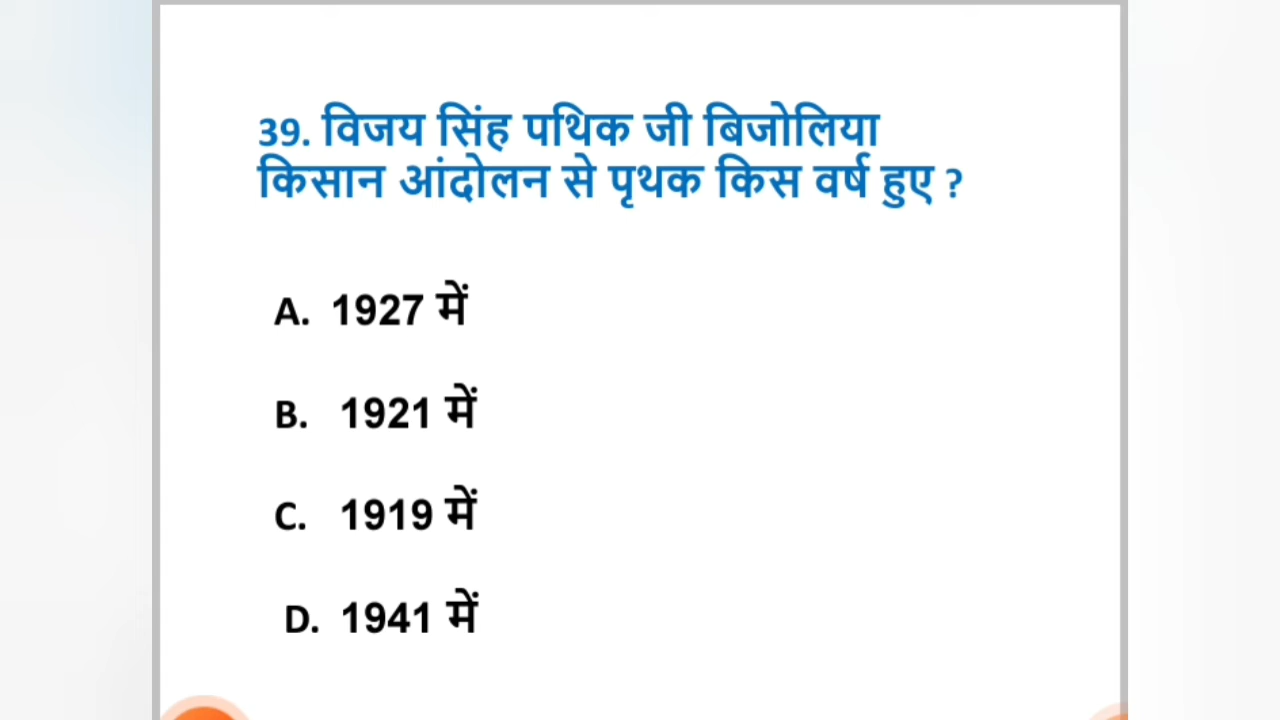 39. विजय सिंह पथिक जी बिजोलिया
किसान आंदोलन से पृथक किस वर्ष हुए ?
A. 1927 में
B. 1921 में
C. 1919 में
D. 1941 में